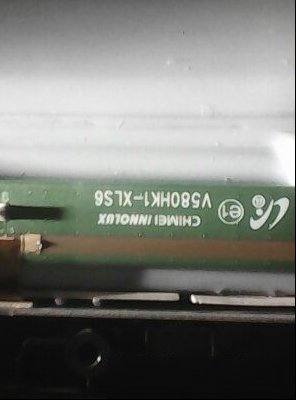 e1
CHIMEI INNOLUX
V580HK1-XLS6